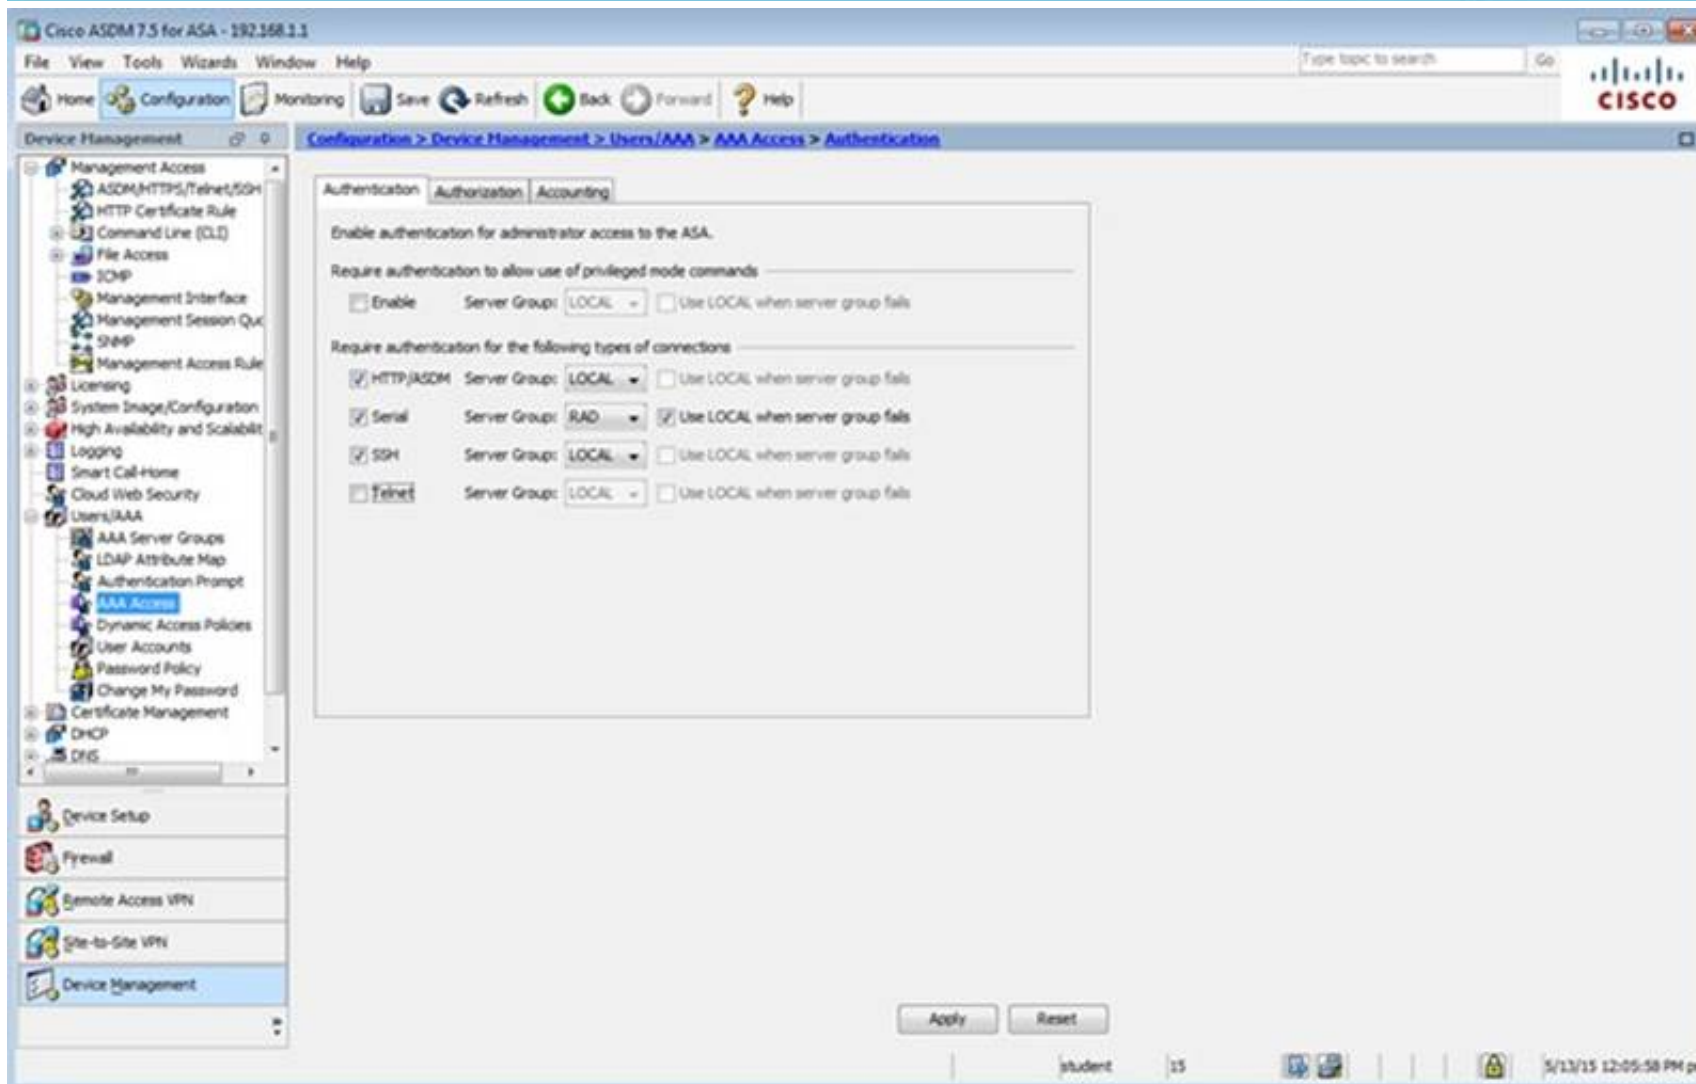 Cisco ASDM 7.5 for ASA - 192.168.1.1
File View Tools Wizards Window Help
Type topic to search Go
Home Configuration Monitoring Save Refresh Back Forward Help
CISCO
Device Management
Configuration > Device Management > Users/AAA > AAA Access > Authentication
Management Access
ASDM/HTTPS/Telnet/SSH
HTTP Certificate Rule
Command Line (CLI)
File Access
ICMP
Management Interface
Management Session Quo
SNMP
Management Access Rule
Licensing
System Image/Configuration
High Availability and Scalabilit
Logging
Smart Call-Home
Cloud Web Security
Users/AAA
AAA Server Groups
LDAP Attribute Map
Authentication Prompt
AAA Access
Dynamic Access Policies
User Accounts
Password Policy
Change My Password
Certificate Management
DHCP
DNS
Device Setup
Firewall
Remote Access VPN
Site-to-Site VPN
Device Management
Authentication Authorization Accounting
Enable authentication for administrator access to the ASA.
Require authentication to allow use of privileged mode commands
Enable Server Group: LOCAL Use LOCAL when server group fails
Require authentication for the following types of connections
HTTP/ASDM Server Group: LOCAL Use LOCAL when server group fails
Serial Server Group: RAD Use LOCAL when server group fails
SSH Server Group: LOCAL Use LOCAL when server group fails
Telnet Server Group: LOCAL Use LOCAL when server group fails
Apply Reset
student 15 5/13/15 12:05:58 PM p